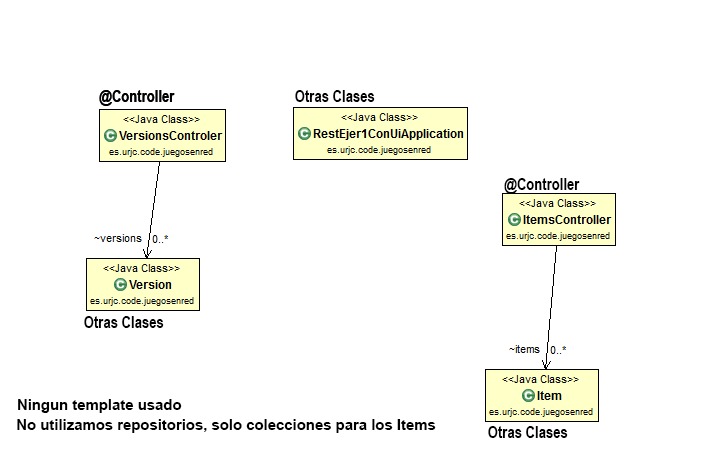 @Controller
<<Java Class>>
VersionsControler
es.urjc.code.juegosenred
~versions 0..*
<<Java Class>>
Version
es.urjc.code.juegosenred
Otras Clases
Otras Clases
<<Java Class>>
RestEjer1ConUiApplication
es.urjc.code.juegosenred
@Controller
<<Java Class>>
ItemsController
es.urjc.code.juegosenred
~items 0..*
<<Java Class>>
Item
es.urjc.code.juegosenred
Otras Clases
Ningun template usado
No utilizamos repositorios, solo colecciones para los Items